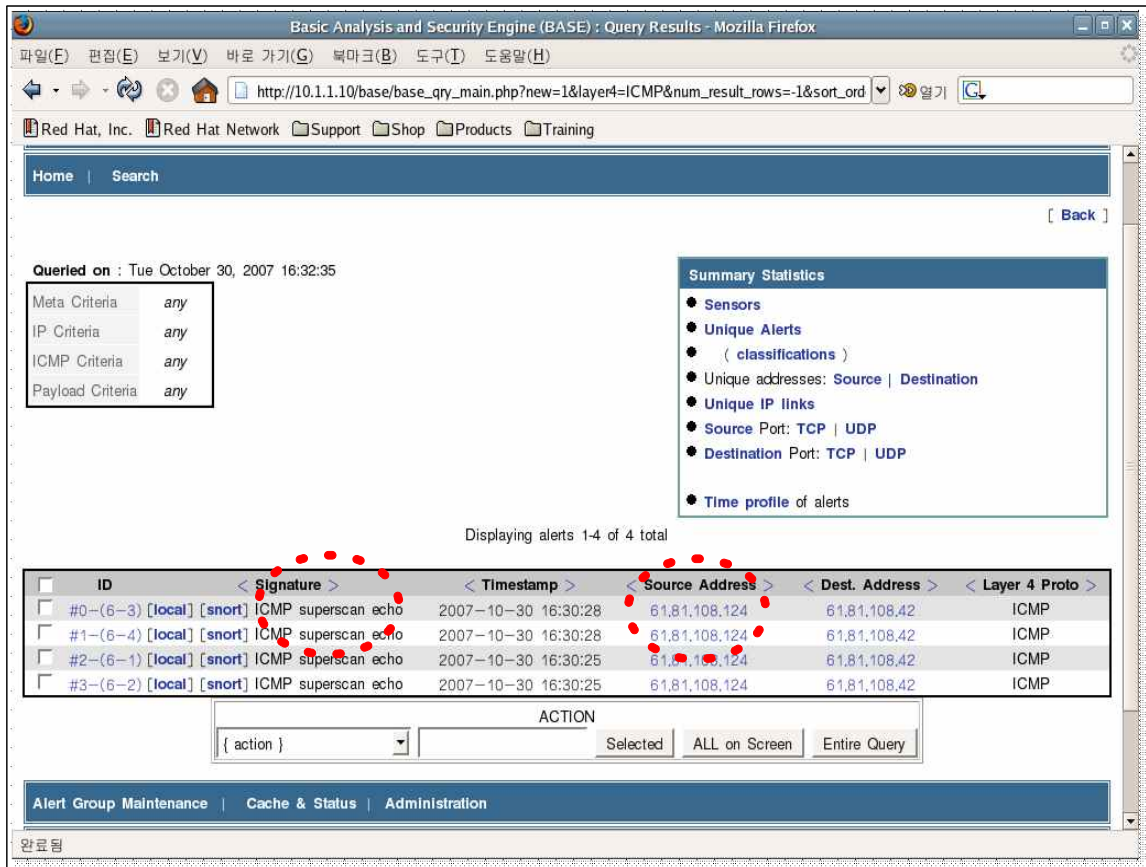 Basic Analysis and Security Engine (BASE) : Query Results - Mozilla Firefox
파일(F) 편집(E) 보기(V) 바로 가기(G) 북마크(B) 도구(T) 도움말(H)
http://10.1.1.10/base/base_qry_main.php?new=1&layer4=ICMP&num_result_rows=-1&sort_ord 열기 G
Red Hat, Inc. Red Hat Network Support Shop Products Training
Home | Search
[ Back ]
Queried on : Tue October 30, 2007 16:32:35
Meta Criteria any
IP Criteria any
ICMP Criteria any
Payload Criteria any
Summary Statistics
Sensors
Unique Alerts
( classifications )
Unique addresses: Source | Destination
Unique IP links
Source Port: TCP | UDP
Destination Port: TCP | UDP
Time profile of alerts
Displaying alerts 1-4 of 4 total
ID < Signature > < Timestamp > < Source Address > < Dest. Address > < Layer 4 Proto >
#0-(6-3) [local] [snort] ICMP superscan echo 2007-10-30 16:30:28 61.81.108.124 61.81.108.42 ICMP
#1-(6-4) [local] [snort] ICMP superscan echo 2007-10-30 16:30:28 61.81.108.124 61.81.108.42 ICMP
#2-(6-1) [local] [snort] ICMP superscan echo 2007-10-30 16:30:25 61.81.108.124 61.81.108.42 ICMP
#3-(6-2) [local] [snort] ICMP superscan echo 2007-10-30 16:30:25 61.81.108.124 61.81.108.42 ICMP
ACTION
{ action } Selected ALL on Screen Entire Query
Alert Group Maintenance | Cache & Status | Administration
완료됨